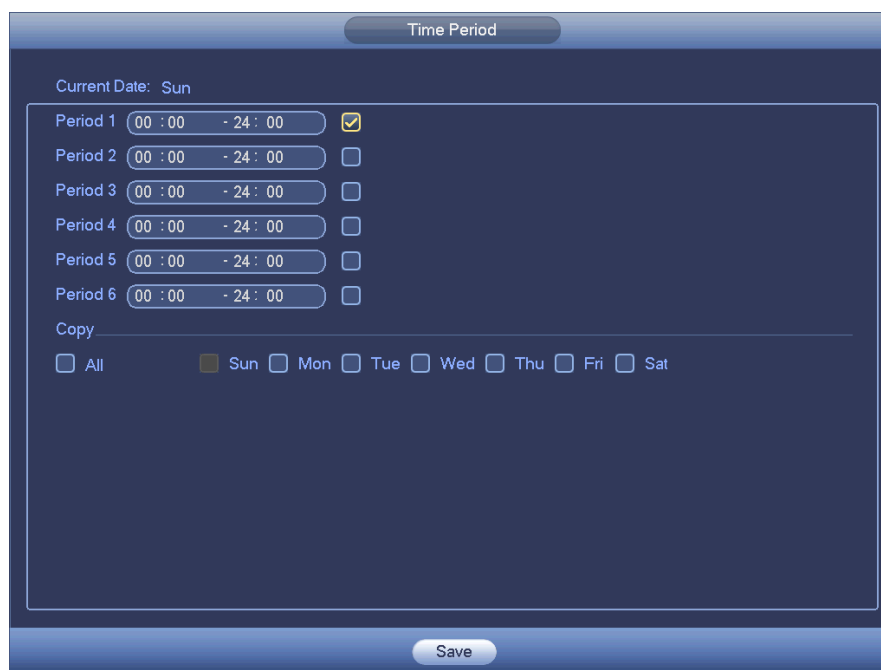 Time Period
Current Date: Sun
Period 1 00 :00 - 24 : 00
Period 2 00 :00 - 24 : 00
Period 3 00 :00 - 24 : 00
Period 4 00 :00 - 24 : 00
Period 5 00 :00 - 24 : 00
Period 6 00 :00 - 24 : 00
Copy
All Sun Mon Tue Wed Thu Fri Sat
Save